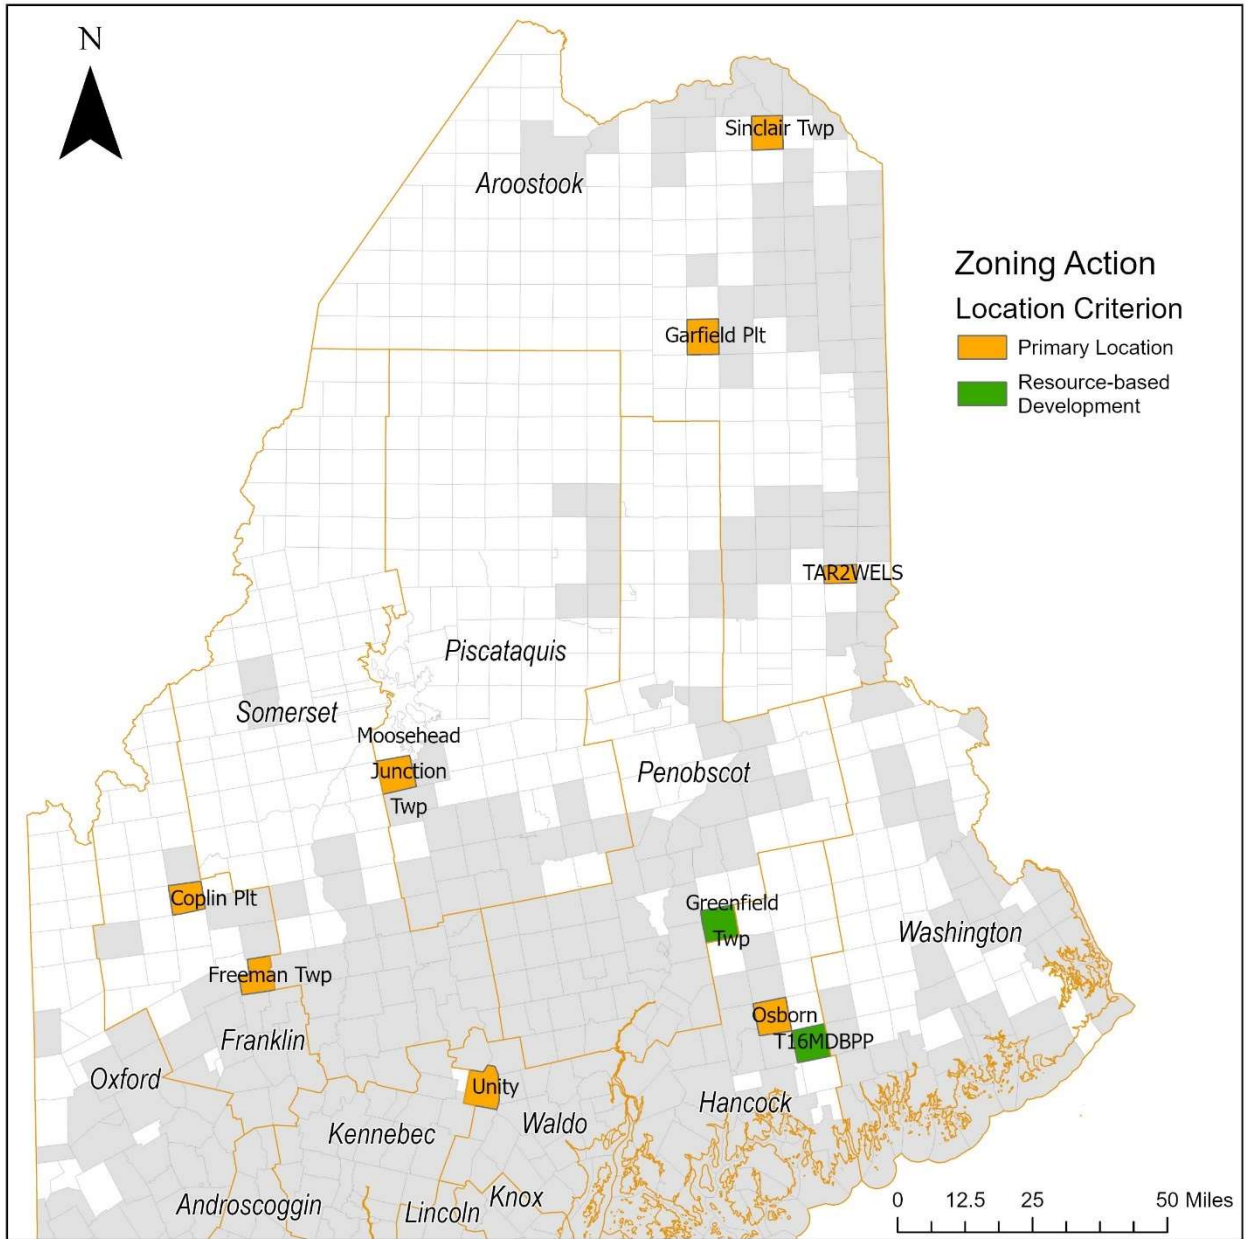 N
Sinclair Twp
Aroostook
Zoning Action
Location Criterion
Primary Location
Resource-based
Development
Garfield Plt
TAR2WELS
Piscataquis
Somerset
Moosehead
Junction
Twp
Penobscot
Coplin Plt
Greenfield
Twp
Washington
Freeman Twp
Osborn
T16MDBPP
Franklin
Oxford
Unity
Hancock
Waldo
Kennebec
Androscoggin
Lincoln
Knox
0 12.5 25 50 Miles